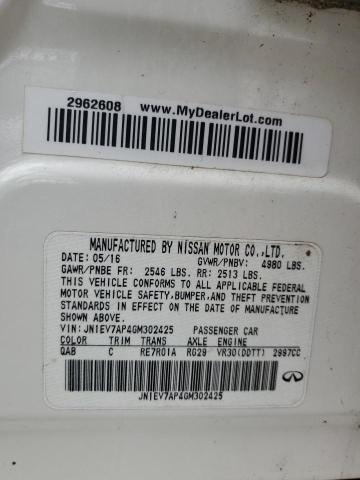 2962608 www.MyDealerLot.com
MANUFACTURED BY NISSAN MOTOR CO.,LTD.
DATE: 05/16 GVWR/PNBV: 4980 LBS.
GAWR/PNBE FR: 2546 LBS. RR: 2513 LBS.
THIS VEHICLE CONFORMS TO ALL APPLICABLE FEDERAL
MOTOR VEHICLE SAFETY,BUMPER,AND THEFT PREVENTION
STANDARDS IN EFFECT ON THE DATE OF MANUFACTURE
SHOWN ABOVE.
VIN: JN1EV7AP4GM302425 PASSENGER CAR
COLOR TRIM TRANS AXLE ENGINE
QAB C RE7R01A RG29 VR30(DDTT) 2997CC
JN1EV7AP4GM302425